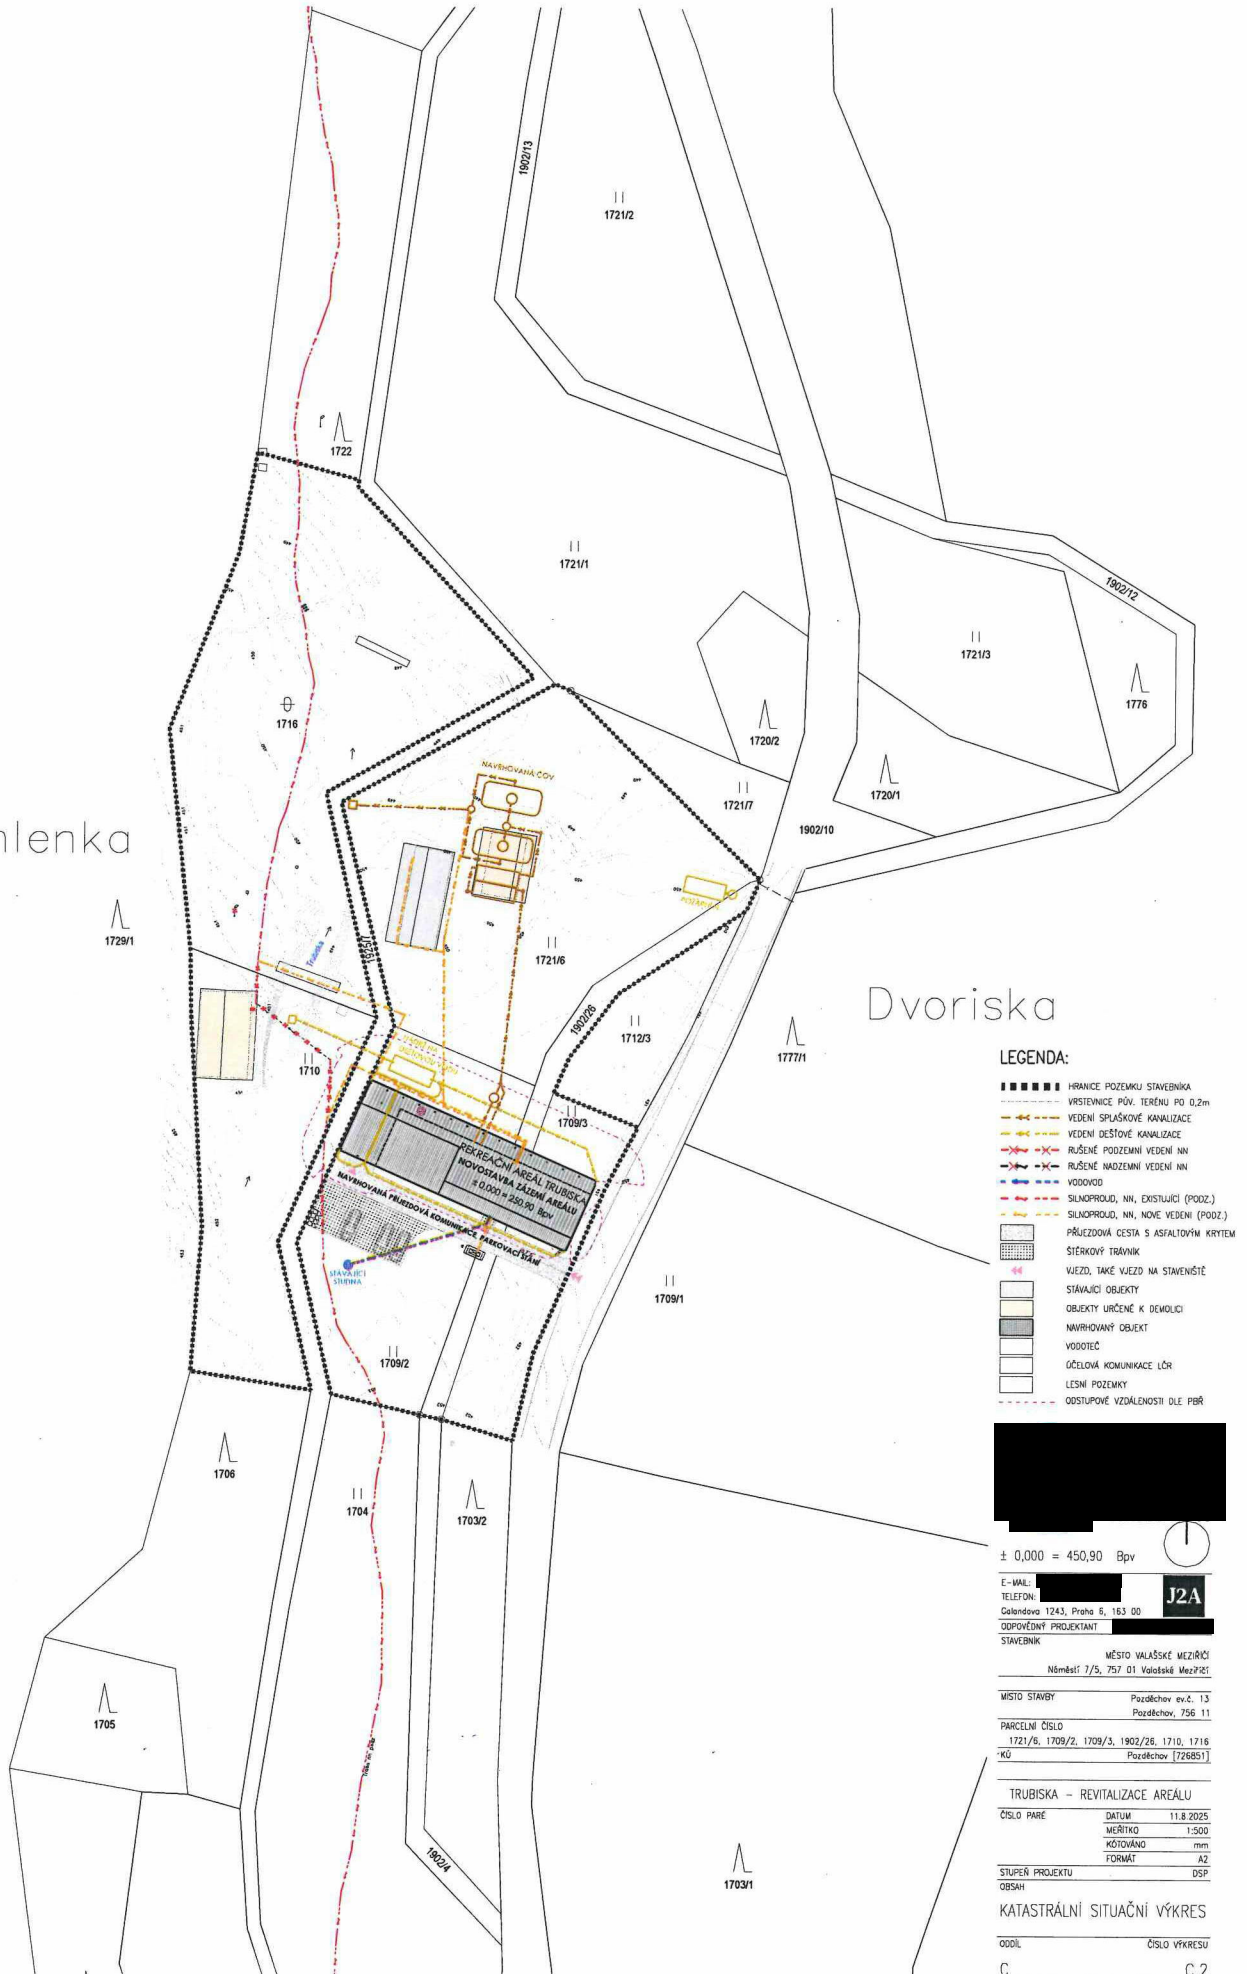 1902/13
1721/2
1722
1721/1
1902/12
1721/3
1776
1716
1720/2
1721/7
1720/1
1902/10
NAVRHOVANÁ ČOV
hlenka
1729/1
1925/7
1721/6
Trubiska
1902/26
1712/3
Dvoriska
1777/1
1710
1709/3
REKREAČNÍ AREÁL TRUBISKA
NOVOSTAVBA ZÁZEMÍ AREÁLU
± 0.000 = 250.90 Bpv
NAVRHOVANÁ PŘÍJEZDOVÁ KOMUNIKACE, PARKOVACÍ STÁNÍ
STÁVAJÍCÍ
STUDNA
1709/1
1709/2
1706
1704
1703/2
1705
1902/4
1703/1
LEGENDA:
HRANICE POZEMKU STAVEBNÍKA
VRSTEVNICE PŮV. TERÉNU PO 0,2m
VEDENÍ SPLAŠKOVÉ KANALIZACE
VEDENÍ DEŠŤOVÉ KANALIZACE
RUŠENÉ PODZEMNÍ VEDENÍ NN
RUŠENÉ NADZEMNÍ VEDENÍ NN
VODOVOD
SILNOPROUD, NN, EXISTUJÍCÍ (PODZ.)
SILNOPROUD, NN, NOVÉ VEDENÍ (PODZ.)
PŘÍJEZDOVÁ CESTA S ASFALTOVÝM KRYTEM
ŠTĚRKOVÝ TRÁVNÍK
VJEZD, TAKÉ VJEZD NA STAVENIŠTĚ
STÁVAJÍCÍ OBJEKTY
OBJEKTY URČENÉ K DEMOLICI
NAVRHOVANÝ OBJEKT
VODOTEČ
ÚČELOVÁ KOMUNIKACE LČR
LESNÍ POZEMKY
ODSTUPOVÉ VZDÁLENOSTI DLE PBŘ
± 0,000 = 450,90 Bpv
E-MAIL:
TELEFON:
J2A
Galandova 1243, Praha 6, 163 00
ODPOVĚDNÝ PROJEKTANT
STAVEBNÍK
MĚSTO VALAŠSKÉ MEZIŘÍČÍ
Náměstí 7/5, 757 01 Valašské Meziříčí
MÍSTO STAVBY Pozděchov ev.č. 13
Pozděchov, 756 11
PARCELNÍ ČÍSLO
1721/6, 1709/2, 1709/3, 1902/26, 1710, 1716
KÚ Pozděchov [726851]
TRUBISKA – REVITALIZACE AREÁLU
ČÍSLO PARÉ DATUM 11.8.2025
MĚŘÍTKO 1:500
KÓTOVÁNO mm
FORMÁT A2
STUPEŇ PROJEKTU DSP
OBSAH
KATASTRÁLNÍ SITUAČNÍ VÝKRES
ODDÍL ČÍSLO VÝKRESU
C C.2